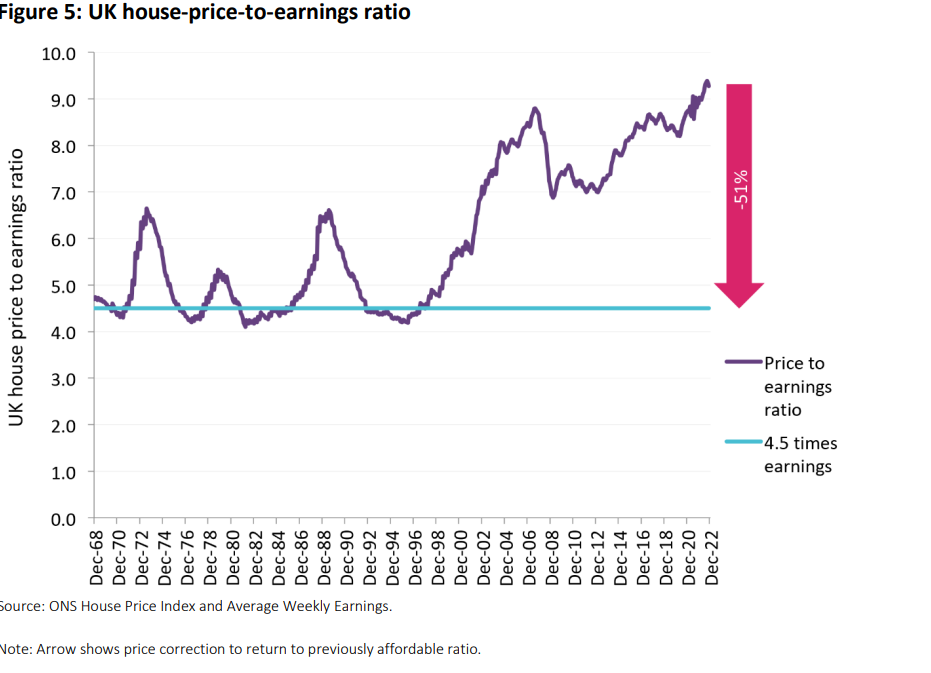 Figure 5: UK house-price-to-earnings ratio
10.0
9.0
8.0
7.0
6.0
5.0
4.0
3.0
2.0
1.0
0.0
UK house price to earnings ratio
Dec-68
Dec-70
Dec-72
Dec-74
Dec-76
Dec-78
Dec-80
Dec-82
Dec-84
Dec-86
Dec-88
Dec-90
Dec-92
Dec-94
Dec-96
Dec-98
Dec-00
Dec-02
Dec-04
Dec-06
Dec-08
Dec-10
Dec-12
Dec-14
Dec-16
Dec-18
Dec-20
Dec-22
-51%
Price to
earnings
ratio
4.5 times
earnings
Source: ONS House Price Index and Average Weekly Earnings.
Note: Arrow shows price correction to return to previously affordable ratio.